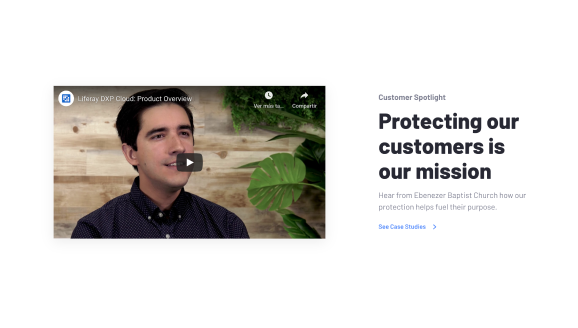 Liferay DXP Cloud: Product Overview
Ver más ta...
Compartir
Customer Spotlight
Protecting our
customers is
our mission
Hear from Ebenezer Baptist Church how our
protection helps fuel their purpose.
See Case Studies